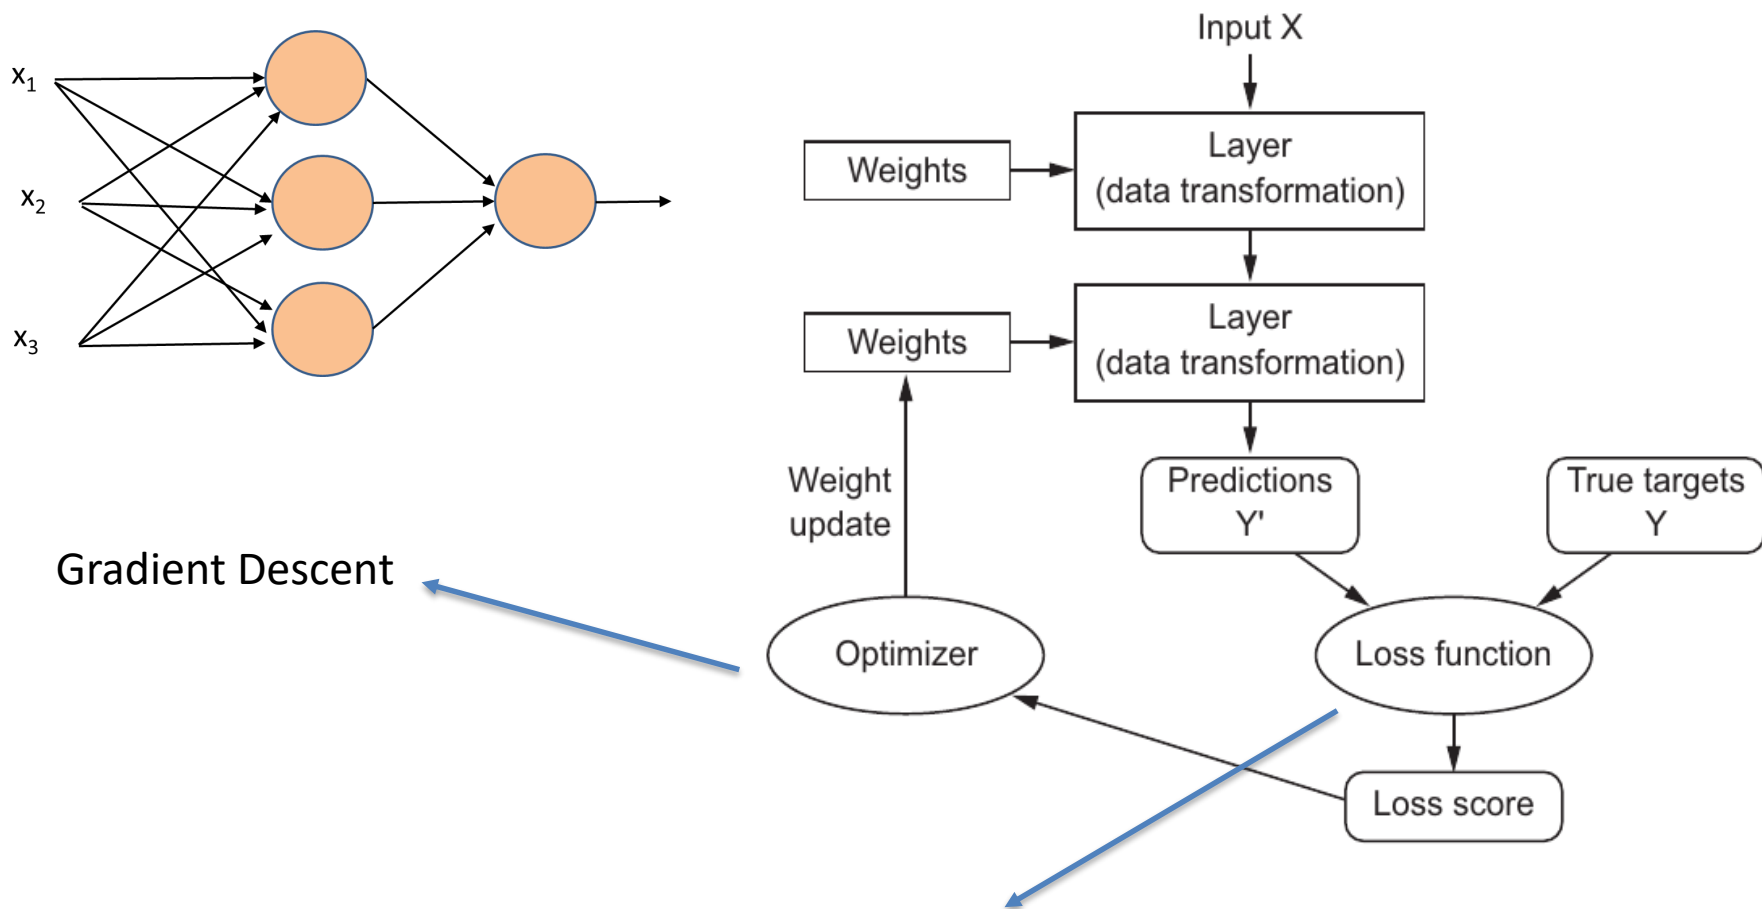 x₁
x₂
x₃
Gradient Descent
Input X
Weights
Layer
(data transformation)
Weights
Layer
(data transformation)
Weight
update
Predictions
Y'
True targets
Y
Optimizer
Loss function
Loss score